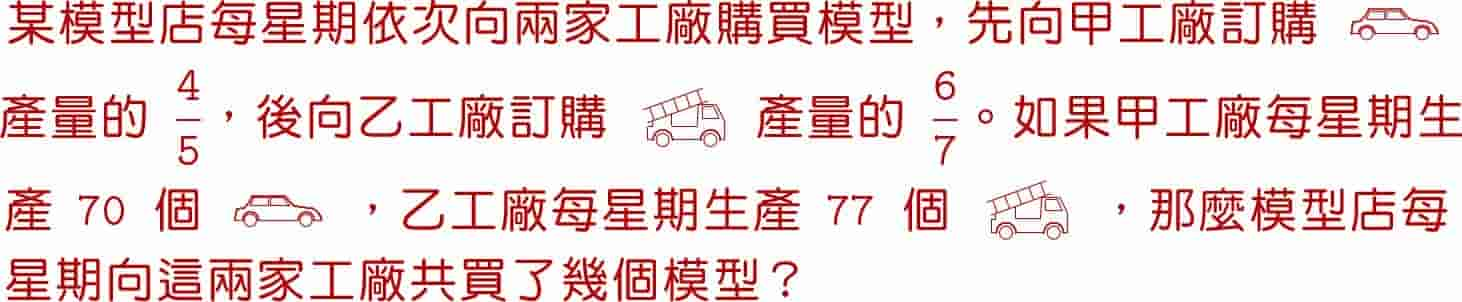 某模型店每星期依次向兩家工廠購買模型，先向甲工廠訂購
產量的 4/5，後向乙工廠訂購 產量的 6/7。如果甲工廠每星期生
產 70 個 ，乙工廠每星期生產 77 個 ，那麼模型店每
星期向這兩家工廠共買了幾個模型？